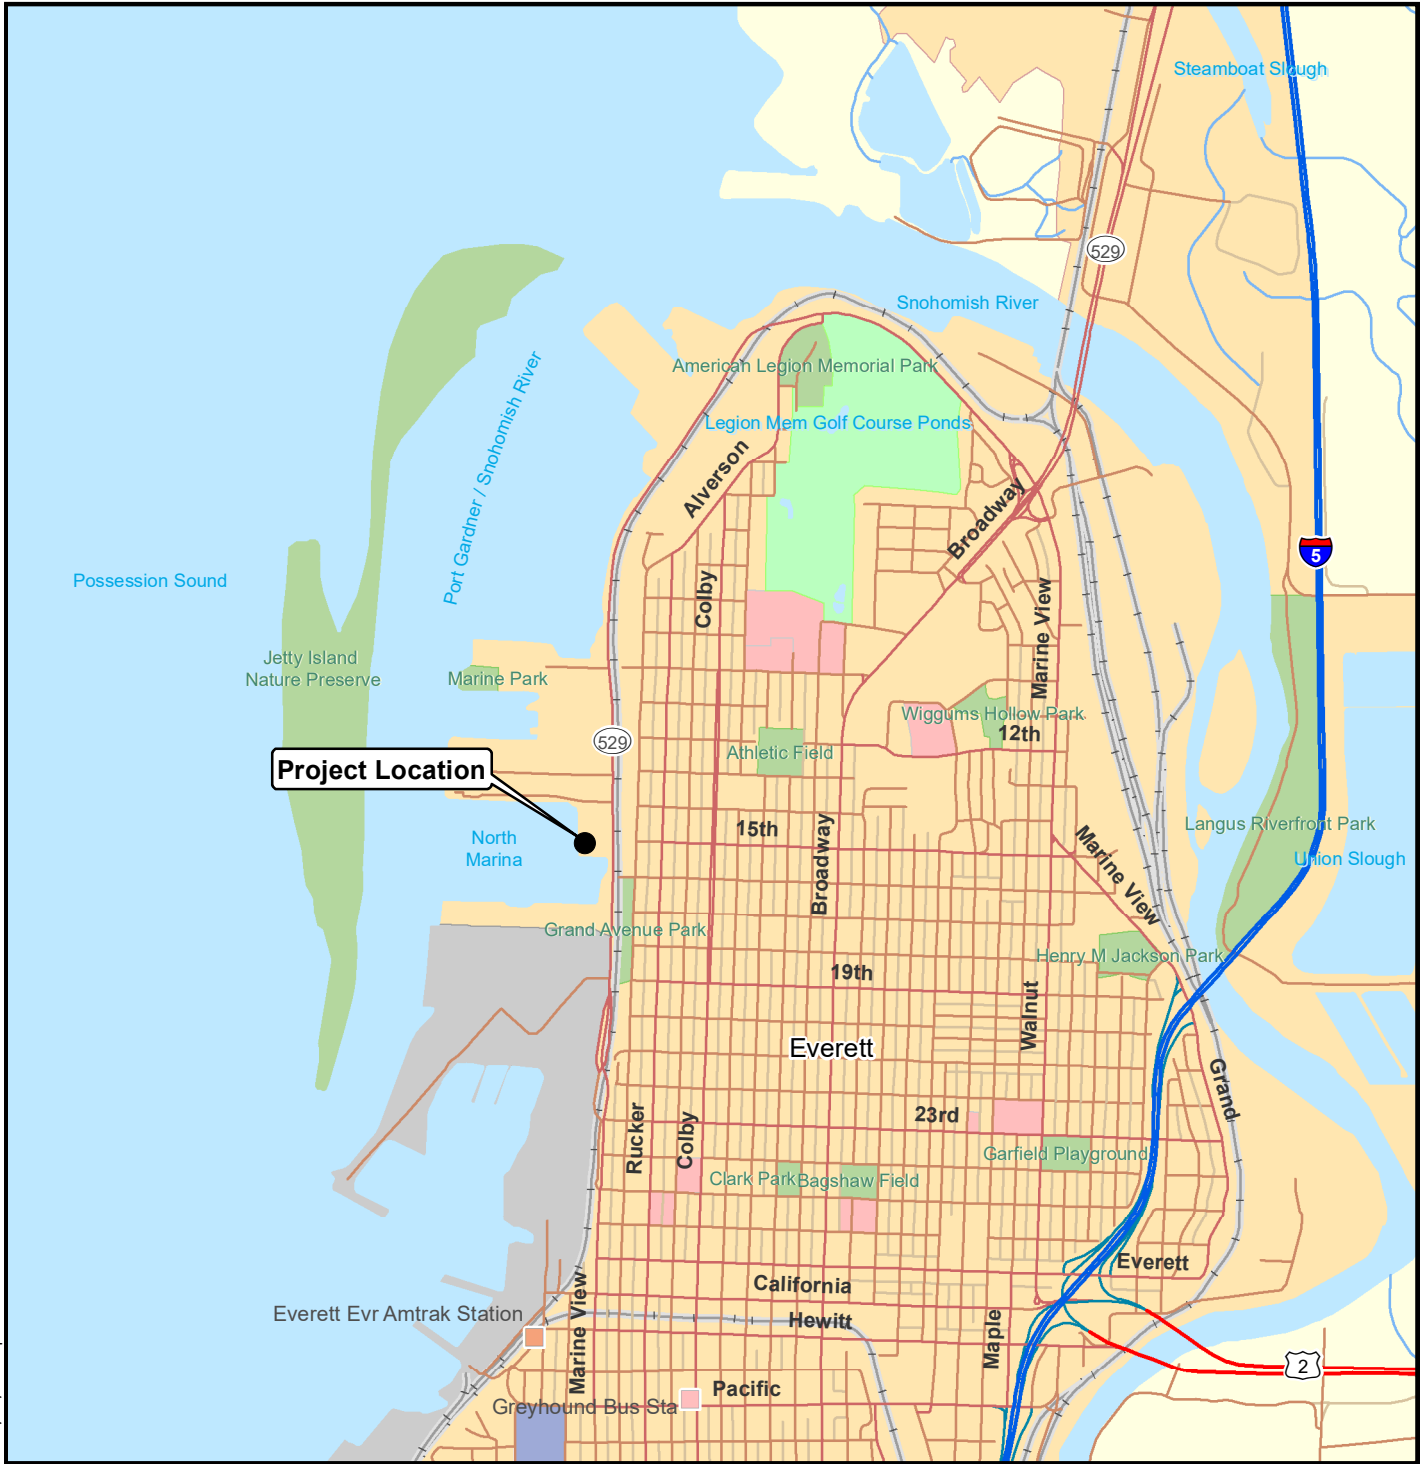 Steamboat Slough
529
Snohomish River
American Legion Memorial Park
Legion Mem Golf Course Ponds
Port Gardner / Snohomish River
Alverson
Broadway
5
Possession Sound
Colby
Marine View
Jetty Island
Nature Preserve
Marine Park
Wiggums Hollow Park
12th
529
Athletic Field
Project Location
North
Marina
15th
Broadway
Marine View
Langus Riverfront Park
Union Slough
Grand Avenue Park
Henry M Jackson Park
19th
Walnut
Everett
Grand
Rucker
Colby
23rd
Garfield Playground
Clark Park
Bagshaw Field
Everett
California
Everett Evr Amtrak Station
Marine View
Hewitt
Maple
2
Pacific
Greyhound Bus Sta